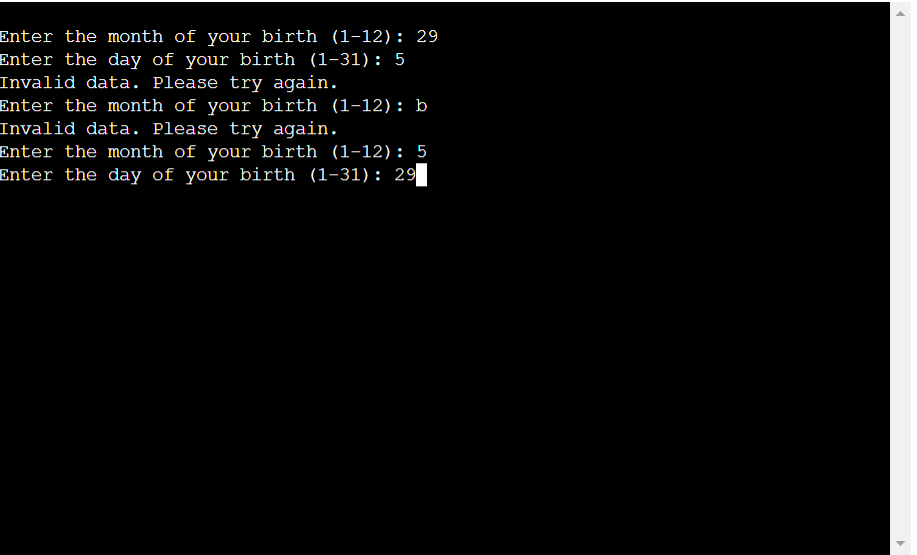 Enter the month of your birth (1-12): 29
Enter the day of your birth (1-31): 5
Invalid data. Please try again.
Enter the month of your birth (1-12): b
Invalid data. Please try again.
Enter the month of your birth (1-12): 5
Enter the day of your birth (1-31): 29